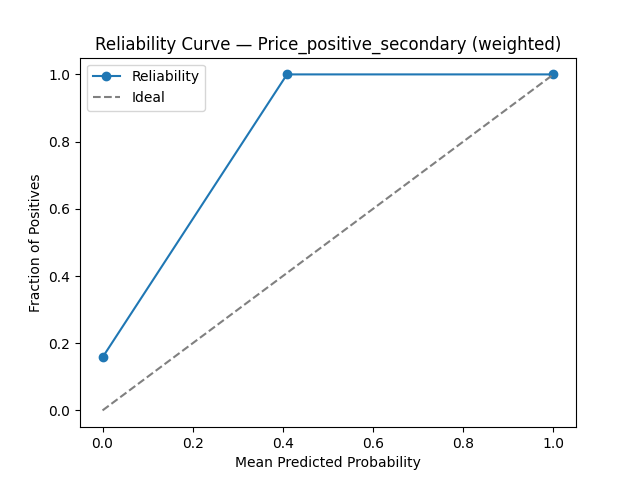 Reliability Curve — Price_positive_secondary (weighted)
Reliability
Ideal
1.0
0.8
0.6
0.4
0.2
0.0
Fraction of Positives
0.0 0.2 0.4 0.6 0.8 1.0
Mean Predicted Probability